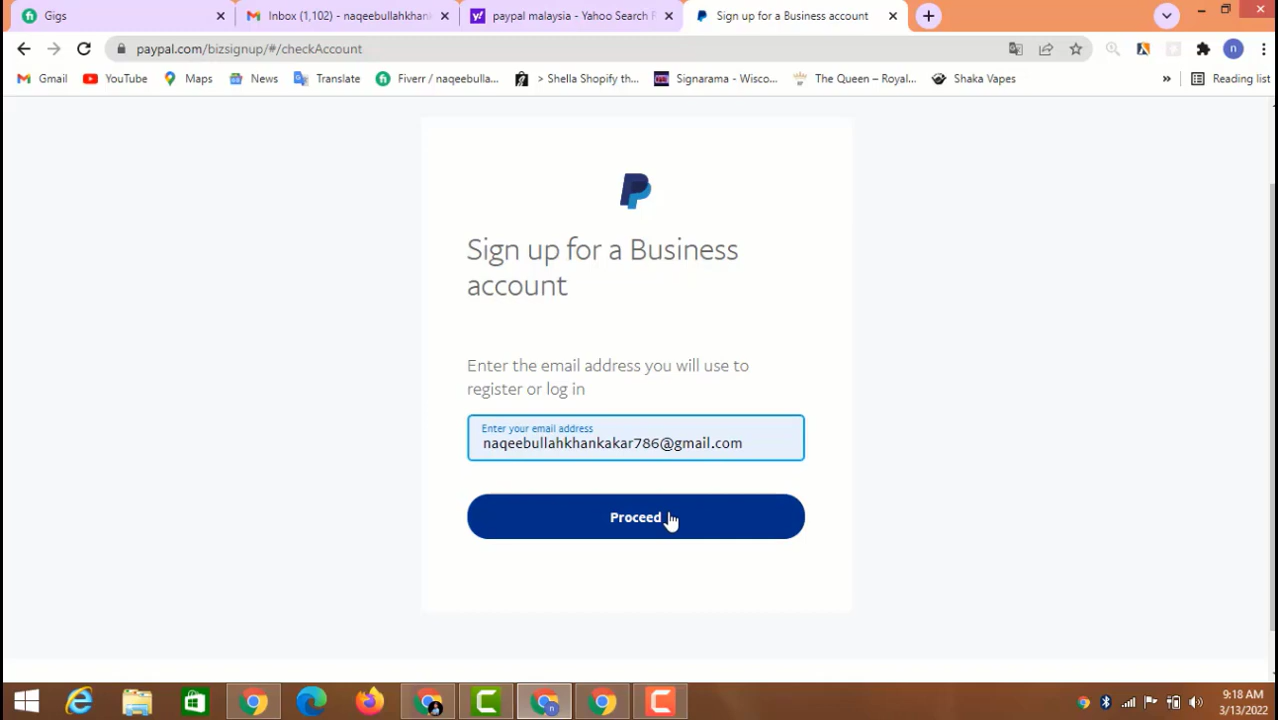 Gigs
Inbox (1,102) - naqeebullahkhan
paypal malaysia - Yahoo Search R
Sign up for a Business account
paypal.com/bizsignup/#/checkAccount
Gmail
YouTube
Maps
News
Translate
Fiverr / naqeebulla...
> Shella Shopify th...
Signarama - Wisco...
The Queen – Royal...
Shaka Vapes
»
Reading list
Sign up for a Business
account
Enter the email address you will use to
register or log in
Enter your email address
naqeebullahkhankakar786@gmail.com
Proceed
9:18 AM
3/13/2022